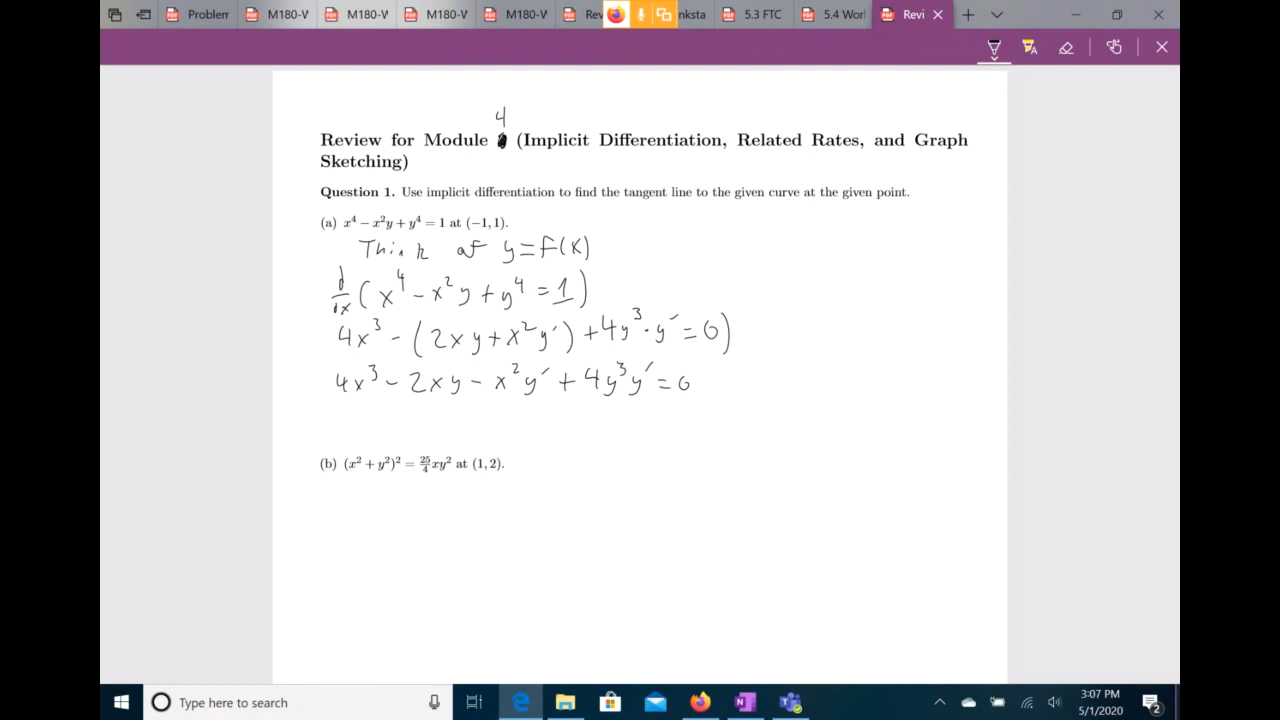 Problem M180-W M180-W M180-W M180-W Rev nksta 5.3 FTC 5.4 Worl Revi
4
Review for Module (Implicit Differentiation, Related Rates, and Graph
Sketching)
Question 1. Use implicit differentiation to find the tangent line to the given curve at the given point.
(a) x⁴ − x²y + y⁴ = 1 at (−1, 1).
Think of y = f(x)
d/dx (x⁴ − x²y + y⁴ = 1)
4x³ − (2xy + x²y′) + 4y³ · y′ = 0)
4x³ − 2xy − x²y′ + 4y³y′ = 0
(b) (x² + y²)² = 25/4 xy² at (1, 2).
Type here to search
3:07 PM
5/1/2020
2